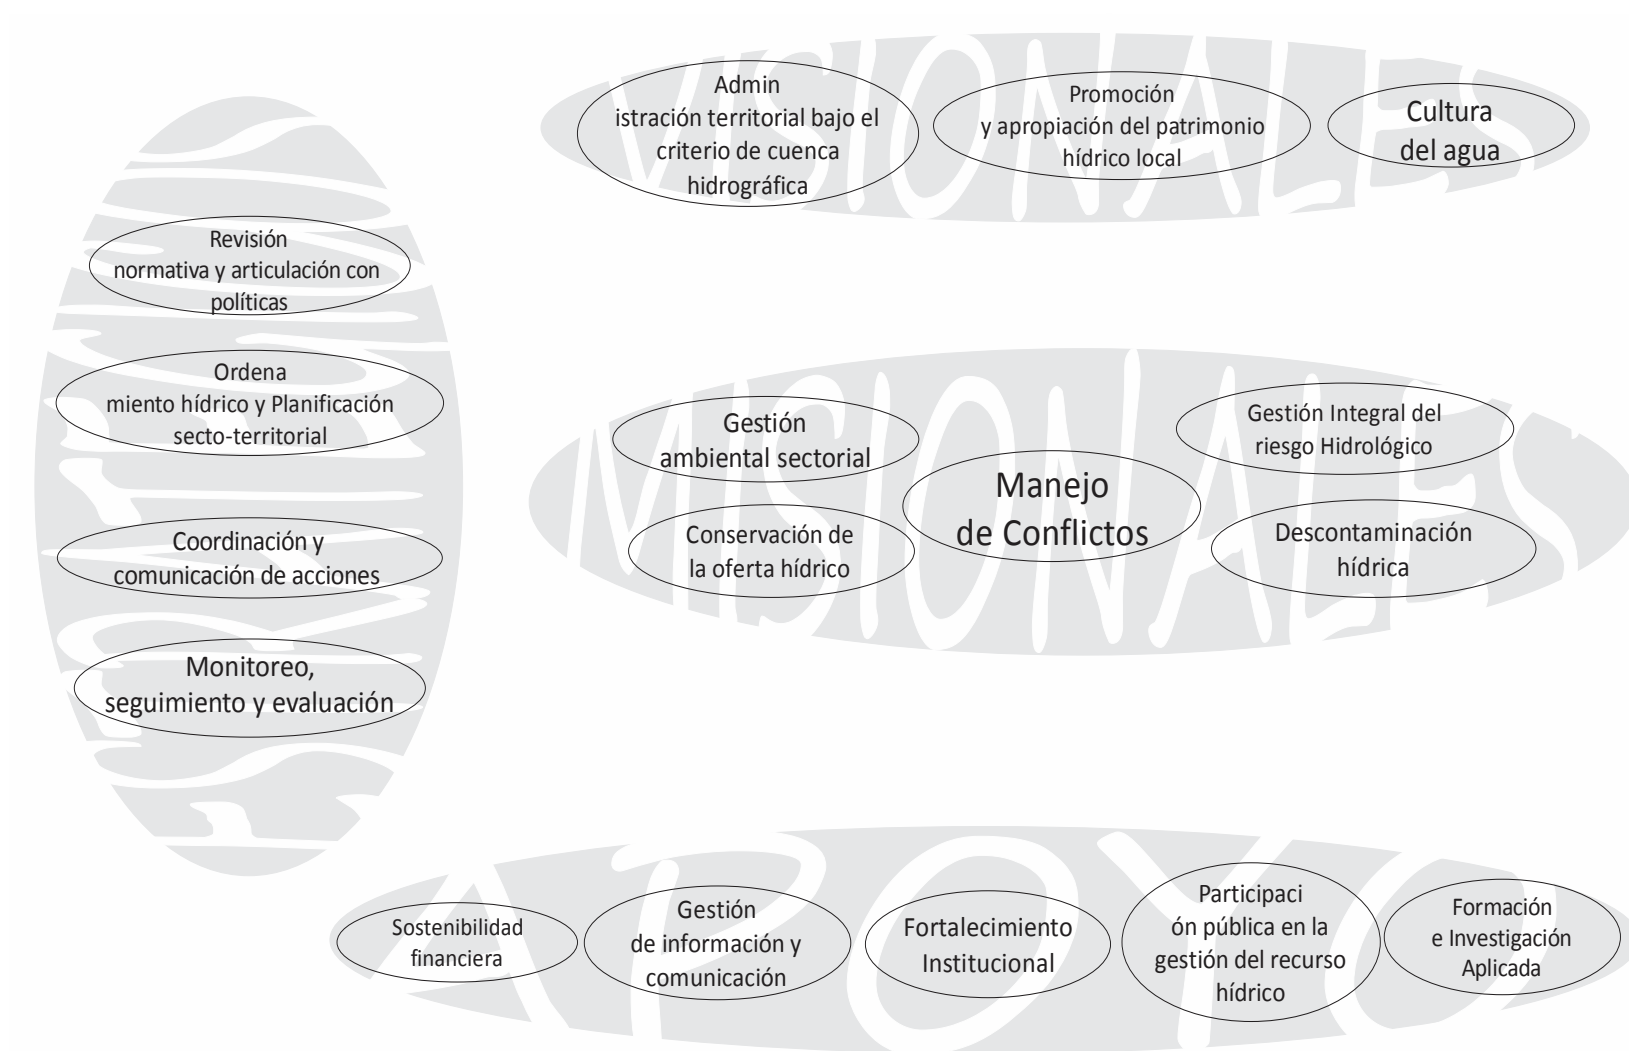 VISIONALES
Admin
istración territorial bajo el
criterio de cuenca
hidrográfica
Promoción
y apropiación del patrimonio
hídrico local
Cultura
del agua
Revisión
normativa y articulación con
políticas
Ordena
miento hídrico y Planificación
secto-territorial
Coordinación y
comunicación de acciones
Monitoreo,
seguimiento y evaluación
MISIONALES
Gestión
ambiental sectorial
Conservación de
la oferta hídrico
Manejo
de Conflictos
Gestión Integral del
riesgo Hidrológico
Descontaminación
hídrica
APOYO
Sostenibilidad
financiera
Gestión
de información y
comunicación
Fortalecimiento
Institucional
Participaci
ón pública en la
gestión del recurso
hídrico
Formación
e Investigación
Aplicada